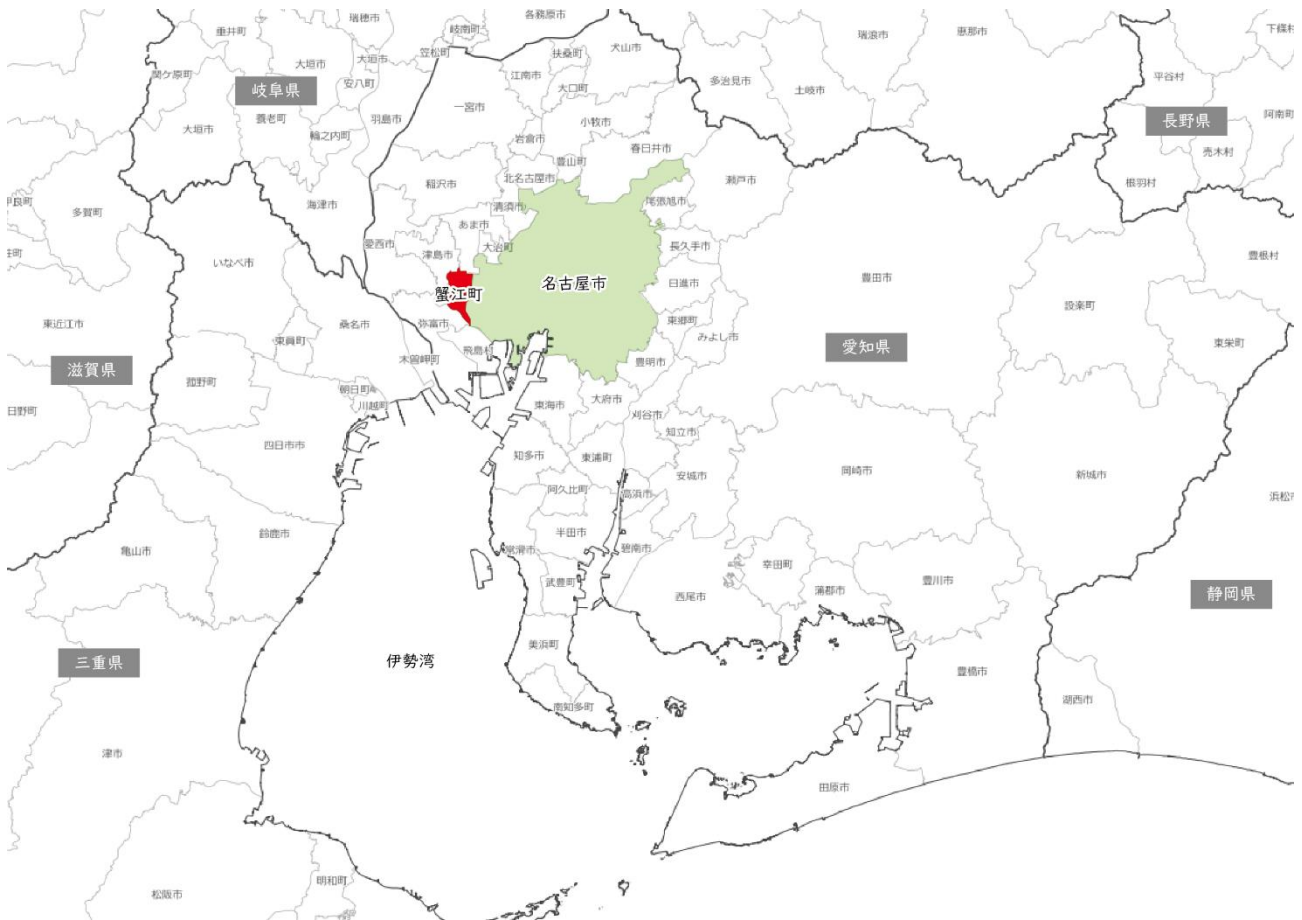 各務原市
瑞穂市
岐南町
垂井町
扶桑町
犬山市
瑞浪市
恵那市
下條村
笠松町
大垣市
大垣市
江南市
関ケ原町
安八町
大口町
多治見市
土岐市
平谷村
岐阜県
一宮市
阿南町
養老町
羽島市
小牧市
長野県
大垣市
輪之内町
岩倉市
春日井市
売木村
豊山町
稲沢市
北名古屋市
瀬戸市
根羽村
海津市
多賀町
清須市
尾張旭市
あま市
愛西市
津島市
大治町
長久手市
豊根村
荘町
いなべ市
名古屋市
日進市
豊田市
蟹江町
設楽町
東近江市
桑名市
弥富市
東郷町
みよし市
東員町
飛島村
愛知県
東栄町
木曽岬町
豊明市
滋賀県
菰野町
朝日町
川越町
東海市
大府市
日野町
刈谷市
知立市
四日市市
知多市
東浦町
岡崎市
安城市
新城市
阿久比町
高浜市
浜松市
鈴鹿市
半田市
亀山市
常滑市
碧南市
幸田町
武豊町
豊川市
蒲郡市
西尾市
静岡県
美浜町
三重県
伊勢湾
豊橋市
湖西市
南知多町
津市
田原市
明和町
松阪市